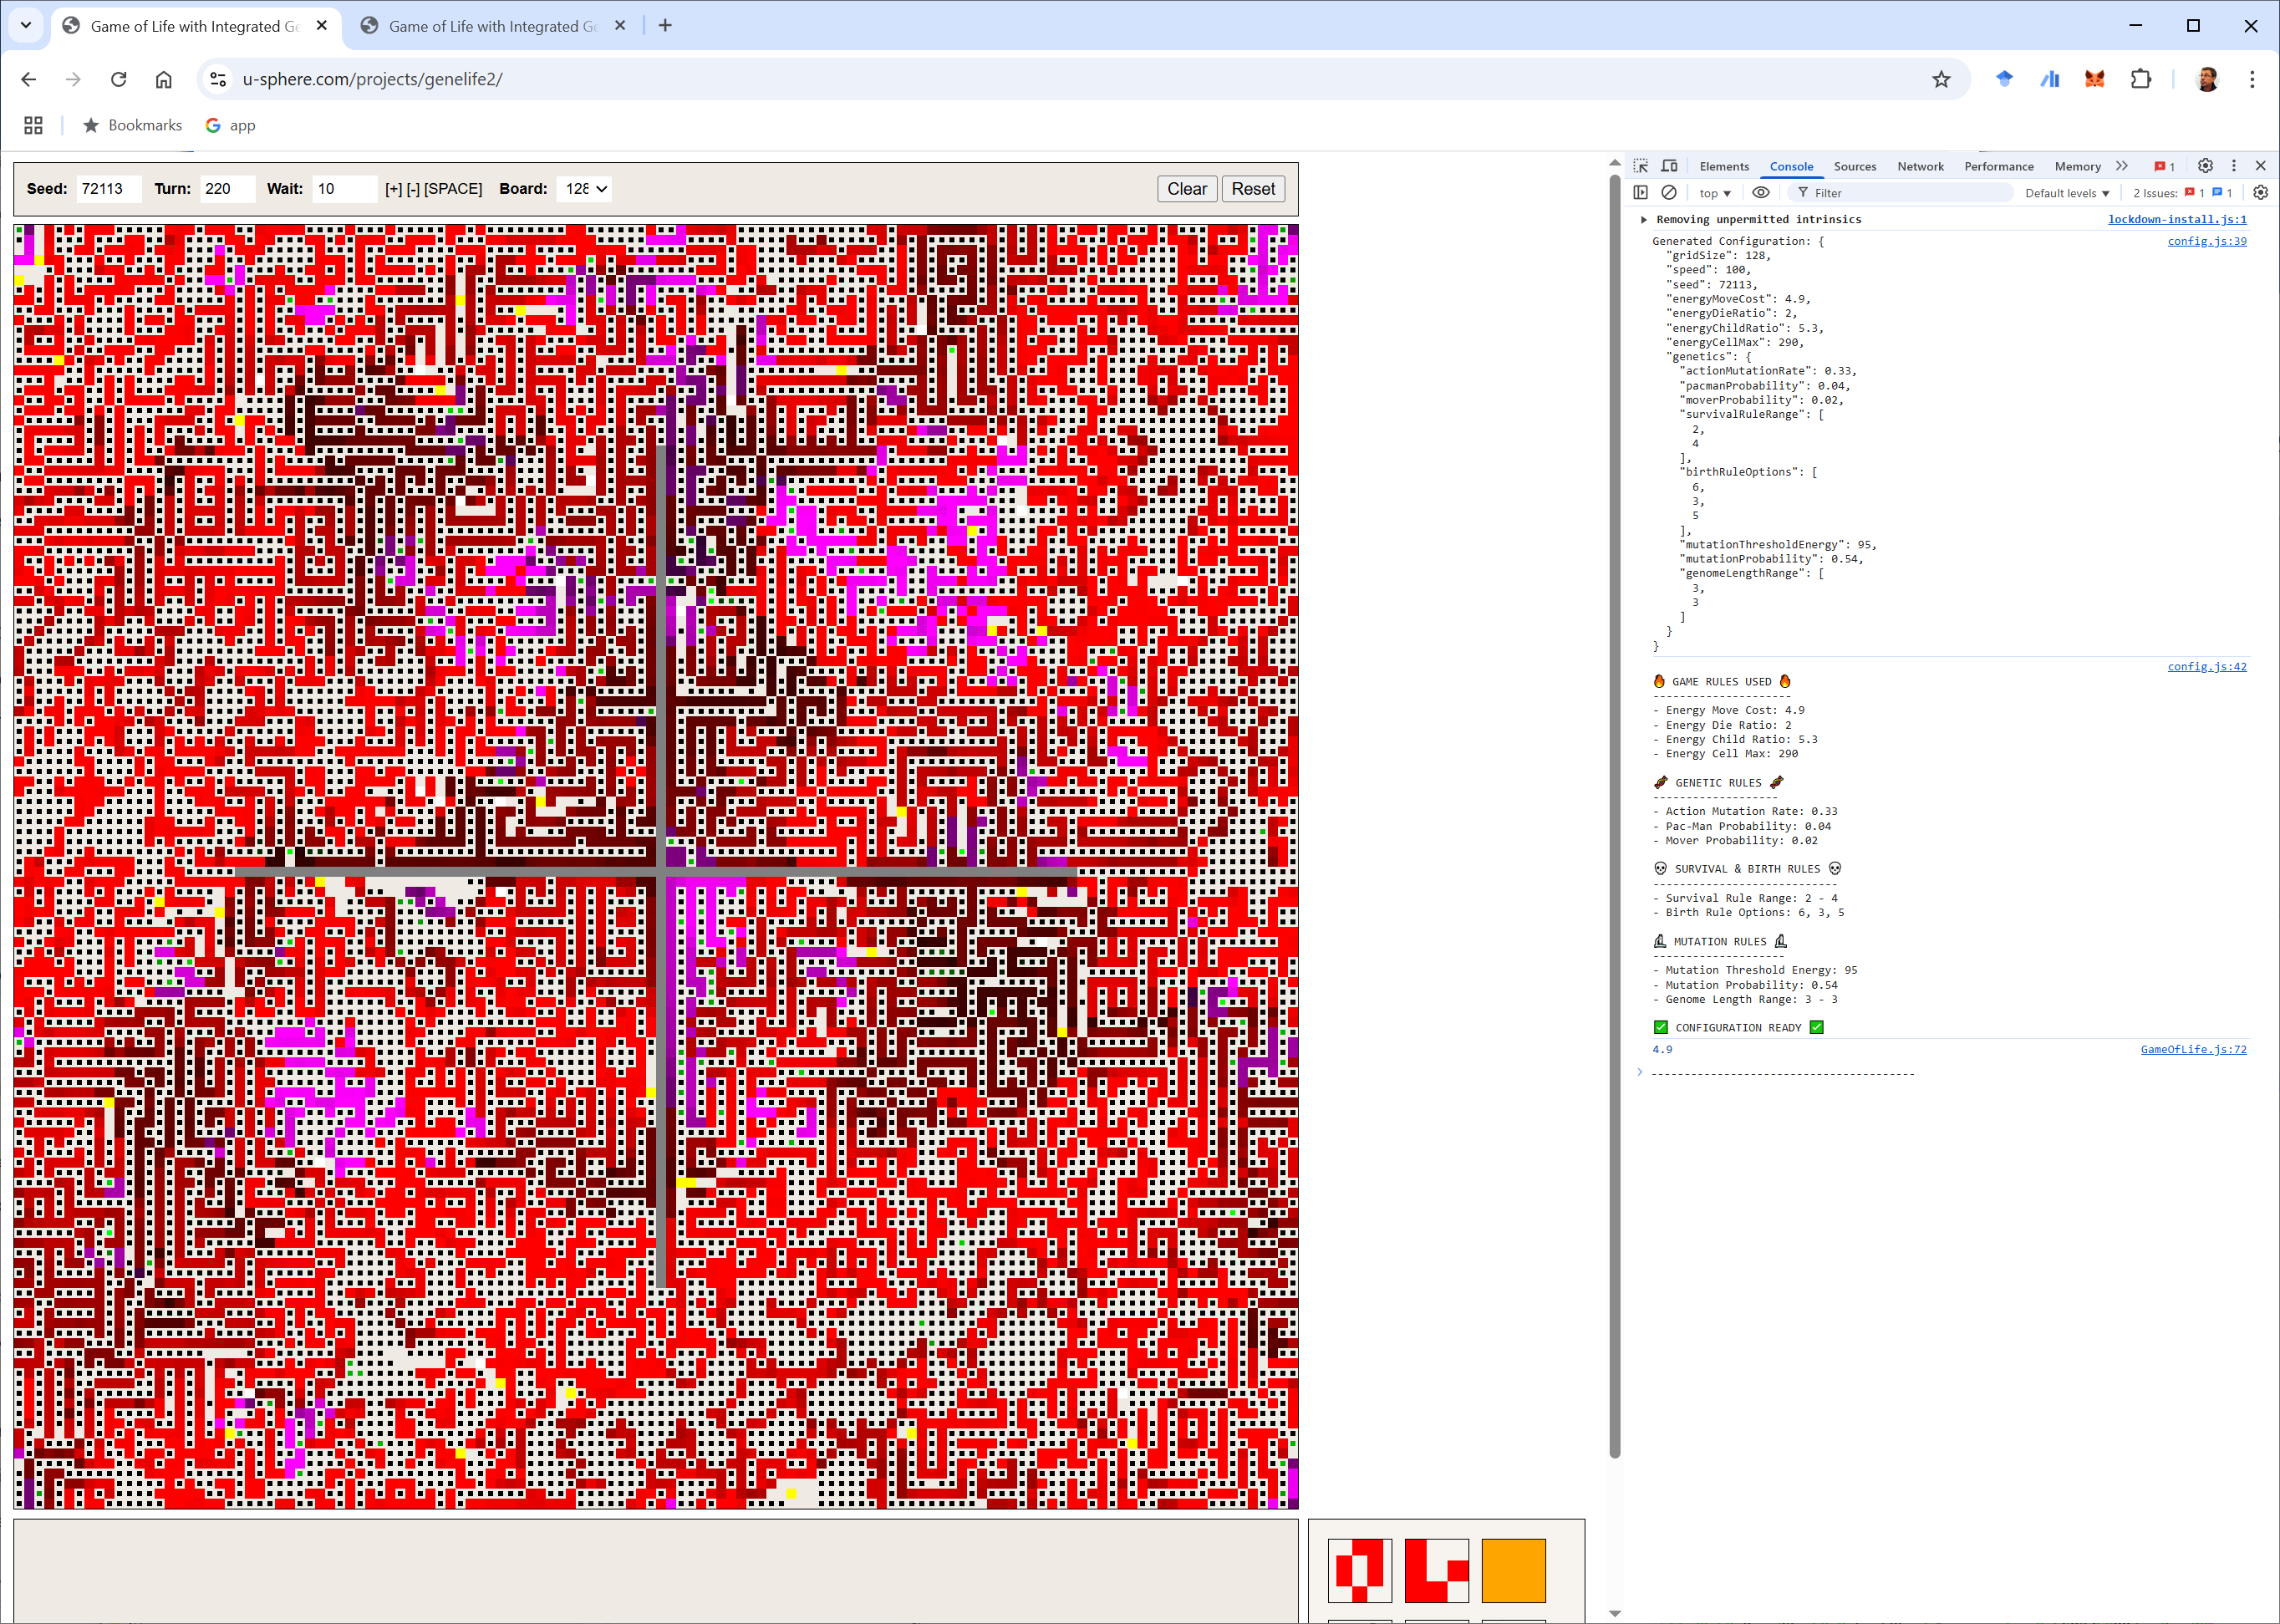 Game of Life with Integrated Ge
Game of Life with Integrated Ge
u-sphere.com/projects/genelife2/
Bookmarks
app
Seed: 72113 Turn: 220 Wait: 10 [+] [-] [SPACE] Board: 128 Clear Reset
Elements Console Sources Network Performance Memory 1
top Filter Default levels 2 Issues: 1 1
Removing unpermitted intrinsics lockdown-install.js:1
Generated Configuration: { config.js:39
"gridSize": 128,
"speed": 100,
"seed": 72113,
"energyMoveCost": 4.9,
"energyDieRatio": 2,
"energyChildRatio": 5.3,
"energyCellMax": 290,
"genetics": {
"actionMutationRate": 0.33,
"pacmanProbability": 0.04,
"moverProbability": 0.02,
"survivalRuleRange": [
2,
4
],
"birthRuleOptions": [
6,
3,
5
],
"mutationThresholdEnergy": 95,
"mutationProbability": 0.54,
"genomeLengthRange": [
3,
3
]
}
}
config.js:42
🔥 GAME RULES USED 🔥
--------------------
- Energy Move Cost: 4.9
- Energy Die Ratio: 2
- Energy Child Ratio: 5.3
- Energy Cell Max: 290
GENETIC RULES
-------------------
- Action Mutation Rate: 0.33
- Pac-Man Probability: 0.04
- Mover Probability: 0.02
SURVIVAL & BIRTH RULES
----------------------------
- Survival Rule Range: 2 - 4
- Birth Rule Options: 6, 3, 5
MUTATION RULES
--------------------
- Mutation Threshold Energy: 95
- Mutation Probability: 0.54
- Genome Length Range: 3 - 3
✅ CONFIGURATION READY ✅
4.9 GameOfLife.js:72
----------------------------------------